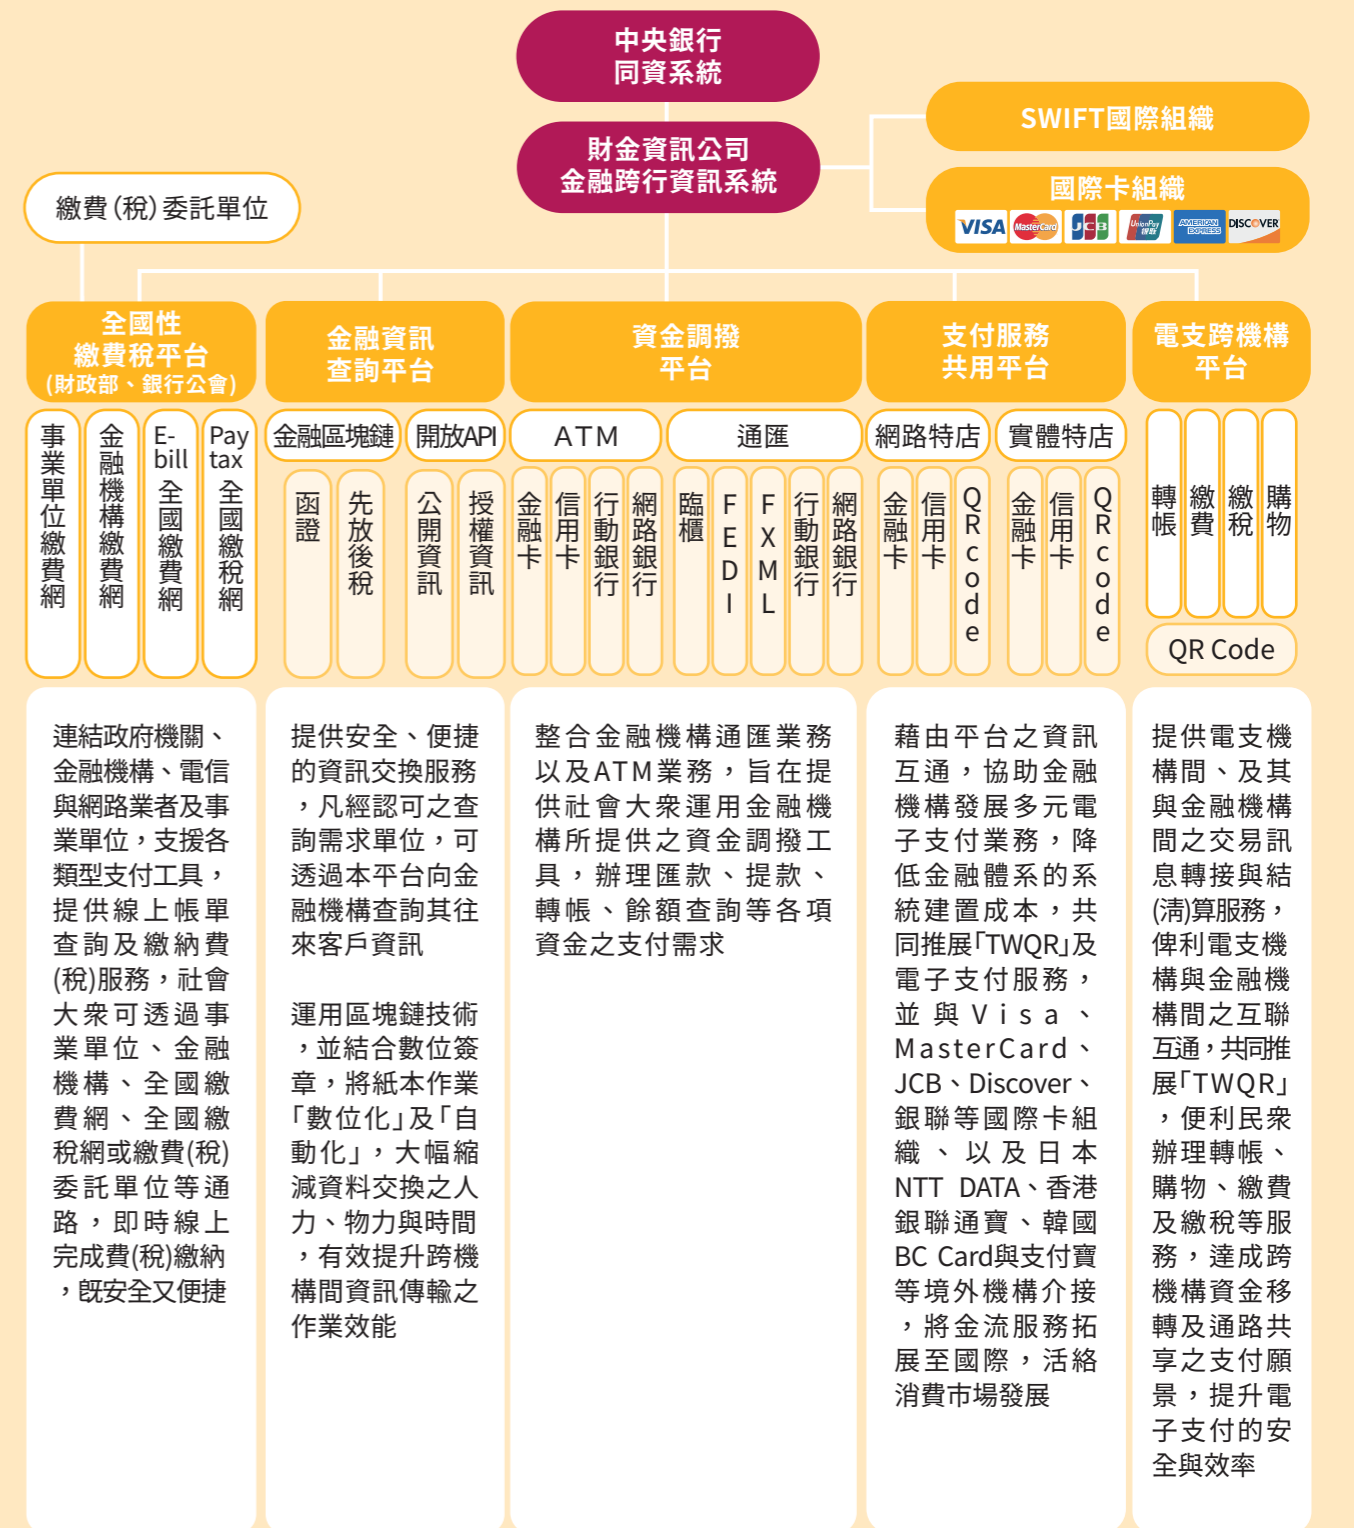 中央銀行
同資系統
財金資訊公司
金融跨行資訊系統
SWIFT國際組織
國際卡組織
VISA
MasterCard
JCB
UnionPay
银联
AMERICAN
EXPRESS
DISCOVER
繳費(稅)委託單位
全國性
繳費稅平台
(財政部、銀行公會)
事業單位繳費網
金融機構繳費網
E-bill 全國繳費網
Pay tax 全國繳稅網
金融資訊
查詢平台
金融區塊鏈
函證
先放後稅
開放API
公開資訊
授權資訊
資金調撥
平台
ATM
金融卡
信用卡
行動銀行
網路銀行
通匯
臨櫃
FEDI
FXML
行動銀行
網路銀行
支付服務
共用平台
網路特店
金融卡
信用卡
QRcode
實體特店
金融卡
信用卡
QRcode
電支跨機構
平台
轉帳
繳費
繳稅
購物
QR Code
連結政府機關、
金融機構、電信
與網路業者及事
業單位,支援各
類型支付工具,
提供線上帳單
查詢及繳納費
(稅)服務,社會
大眾可透過事
業單位、金融
機構、全國繳
費網、全國繳
稅網或繳費(稅)
委託單位等通
路,即時線上
完成費(稅)繳納
,既安全又便捷
提供安全、便捷
的資訊交換服務
,凡經認可之查
詢需求單位,可
透過本平台向金
融機構查詢其往
來客戶資訊
運用區塊鏈技術
,並結合數位簽
章,將紙本作業
「數位化」及「自
動化」,大幅縮
減資料交換之人
力、物力與時間
,有效提升跨機
構間資訊傳輸之
作業效能
整合金融機構通匯業務
以及ATM業務,旨在提
供社會大眾運用金融機
構所提供之資金調撥工
具,辦理匯款、提款、
轉帳、餘額查詢等各項
資金之支付需求
藉由平台之資訊
互通,協助金融
機構發展多元電
子支付業務,降
低金融體系的系
統建置成本,共
同推展「TWQR」及
電子支付服務,
並與Visa、
MasterCard、
JCB、Discover、
銀聯等國際卡組
織、以及日本
NTT DATA、香港
銀聯通寶、韓國
BC Card與支付寶
等境外機構介接
,將金流服務拓
展至國際,活絡
消費市場發展
提供電支機
構間、及其
與金融機構
間之交易訊
息轉接與結
(清)算服務,
俾利電支機
構與金融機
構間之互聯
互通,共同推
展「TWQR」
,便利民眾
辦理轉帳、
購物、繳費
及繳稅等服
務,達成跨
機構資金移
轉及通路共
享之支付願
景,提升電
子支付的安
全與效率